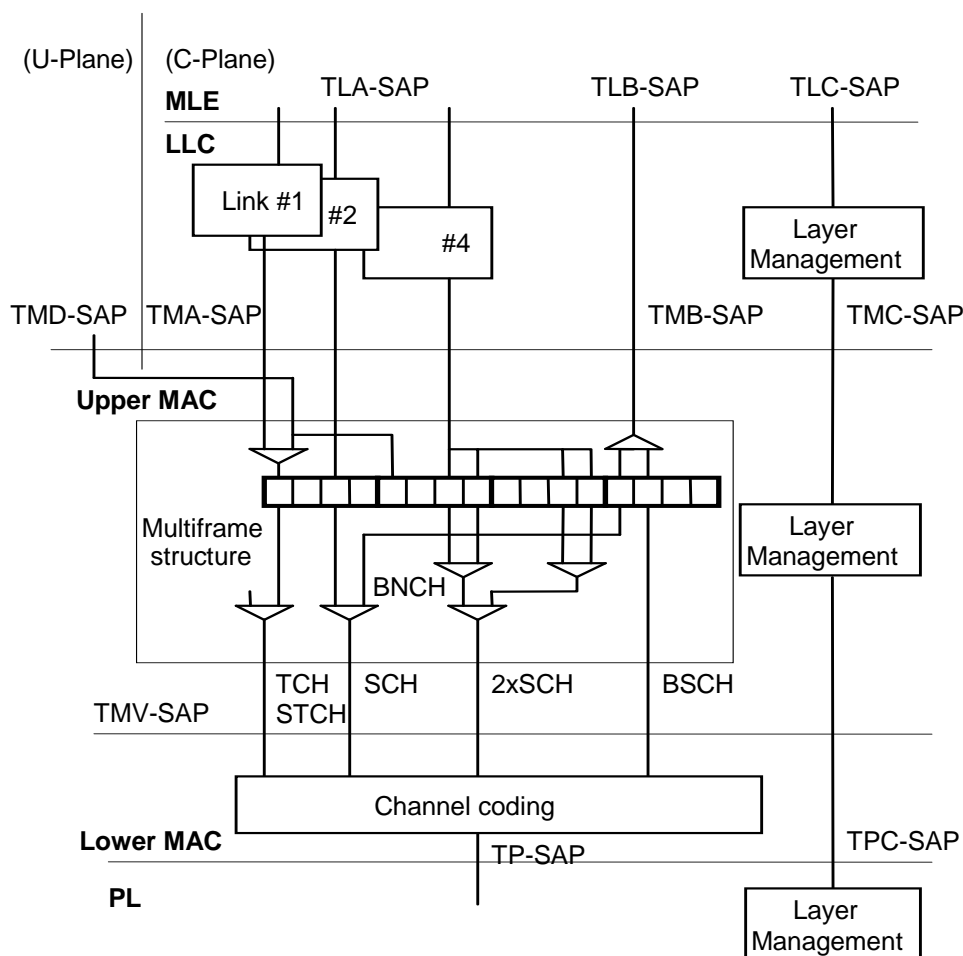 (U-Plane) (C-Plane)
TLA-SAP TLB-SAP TLC-SAP
MLE
LLC
Link #1
#2
#4
Layer
Management
TMD-SAP TMA-SAP TMB-SAP TMC-SAP
Upper MAC
Multiframe
structure
Layer
Management
BNCH
TCH SCH 2xSCH BSCH
STCH
TMV-SAP
Channel coding
Lower MAC TP-SAP TPC-SAP
PL
Layer
Management